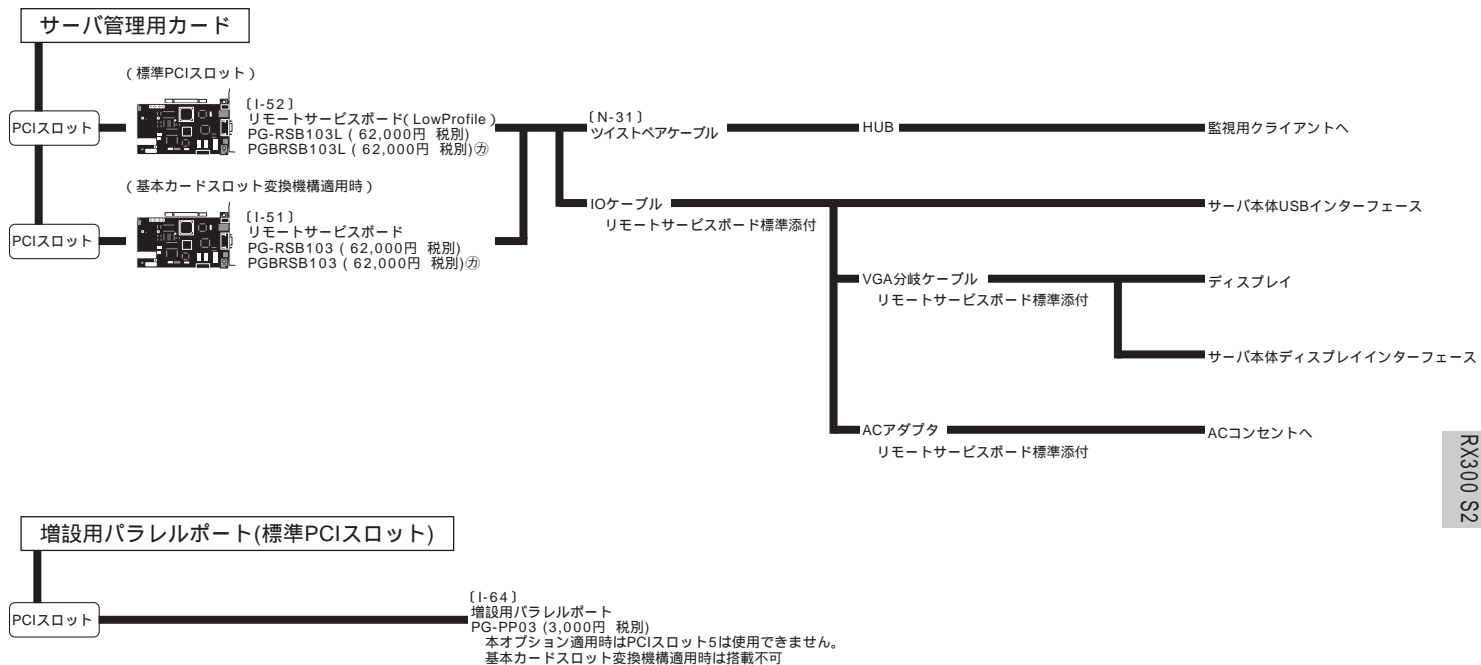 サーバ管理用カード
(標準PCIスロット)
PCIスロット
〔I-52〕
リモートサービスボード(LowProfile)
PG-RSB103L (62,000円 税別)
PGBRSB103L (62,000円 税別)㋕
〔N-31〕
ツイストペアケーブル
HUB
監視用クライアントへ
(基本カードスロット変換機構適用時)
PCIスロット
〔I-51〕
リモートサービスボード
PG-RSB103 (62,000円 税別)
PGBRSB103 (62,000円 税別)㋕
IOケーブル
リモートサービスボード標準添付
サーバ本体USBインターフェース
VGA分岐ケーブル
リモートサービスボード標準添付
ディスプレイ
サーバ本体ディスプレイインターフェース
ACアダプタ
リモートサービスボード標準添付
ACコンセントへ
RX300 S2
増設用パラレルポート(標準PCIスロット)
PCIスロット
〔I-64〕
増設用パラレルポート
PG-PP03 (3,000円 税別)
本オプション適用時はPCIスロット5は使用できません。
基本カードスロット変換機構適用時は搭載不可